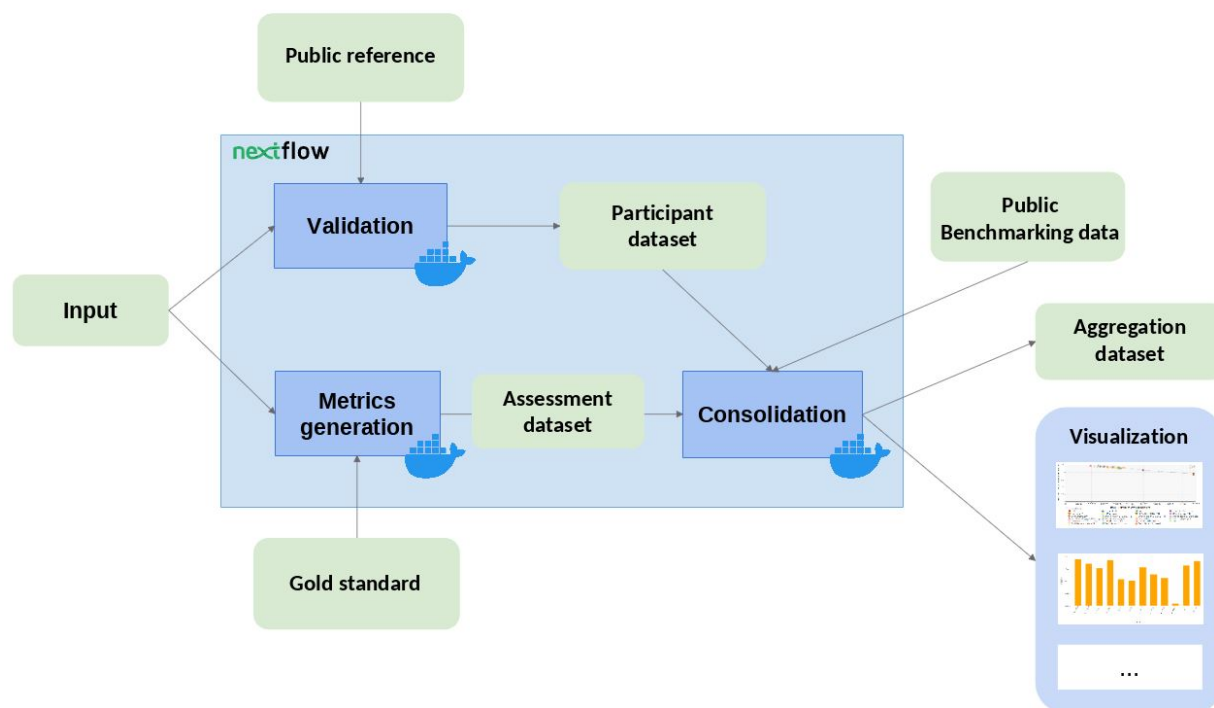 Public reference
nextflow
Validation
Participant
dataset
Public
Benchmarking data
Input
Aggregation
dataset
Metrics
generation
Assessment
dataset
Consolidation
Visualization
Gold standard
...